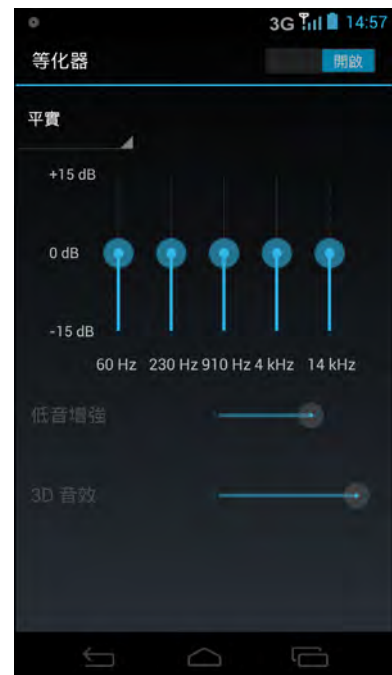 3G 14:57
等化器 開啟
平實
+15 dB
0 dB
-15 dB
60 Hz 230 Hz 910 Hz 4 kHz 14 kHz
低音增強
3D 音效